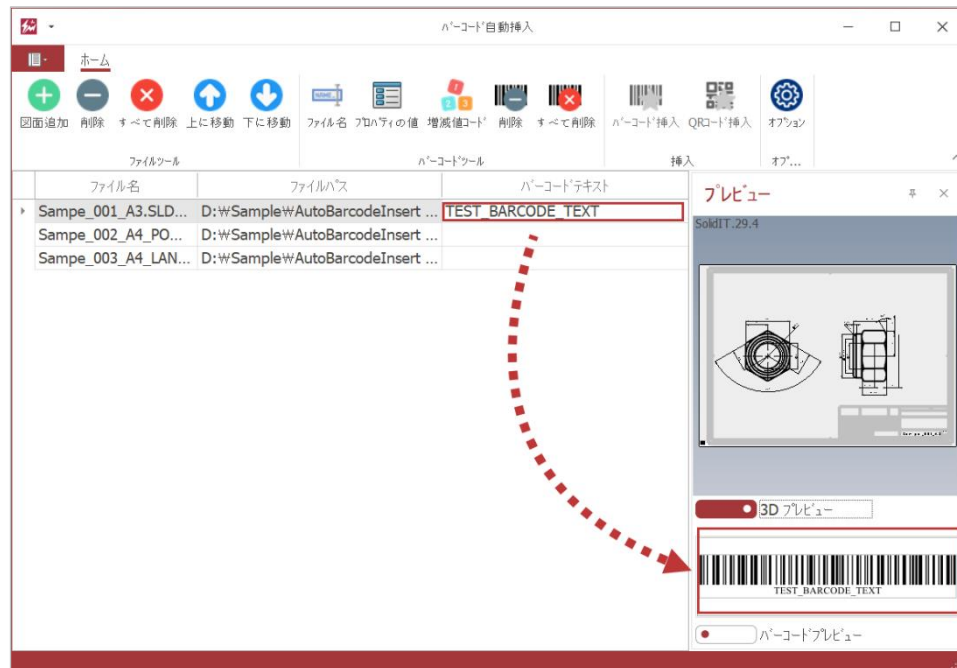 バーコード自動挿入
ホーム
図面追加 削除 すべて削除 上に移動 下に移動 ファイル名 プロパティの値 増減値コード 削除 すべて削除 バーコード挿入 QRコード挿入 オプション
ファイルツール バーコードツール 挿入 オプ...
ファイル名 ファイルパス バーコードテキスト
Sampe_001_A3.SLD... D:₩Sample₩AutoBarcodeInsert ... TEST_BARCODE_TEXT
Sampe_002_A4_PO... D:₩Sample₩AutoBarcodeInsert ...
Sampe_003_A4_LAN... D:₩Sample₩AutoBarcodeInsert ...
プレビュー
SolidIT.29.4
3D プレビュー
TEST_BARCODE_TEXT
バーコードプレビュー